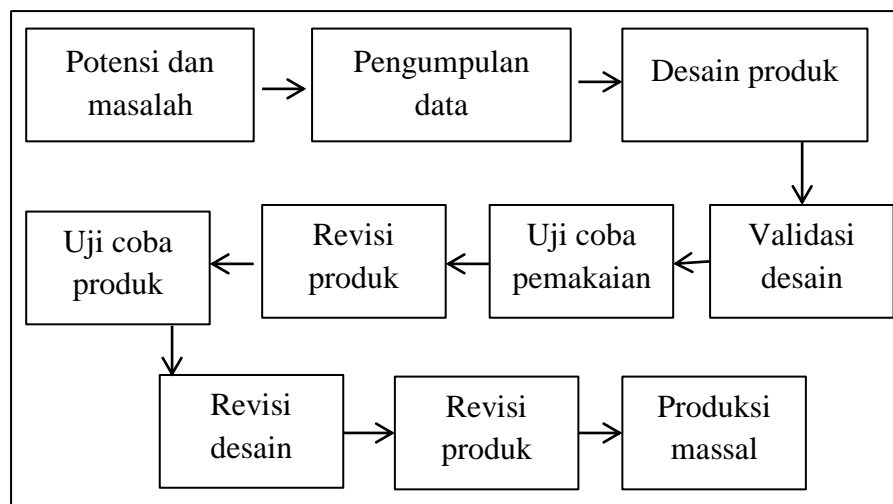 Potensi dan
masalah
Pengumpulan
data
Desain produk
Validasi
desain
Uji coba
pemakaian
Revisi
produk
Uji coba
produk
Revisi
desain
Revisi
produk
Produksi
massal